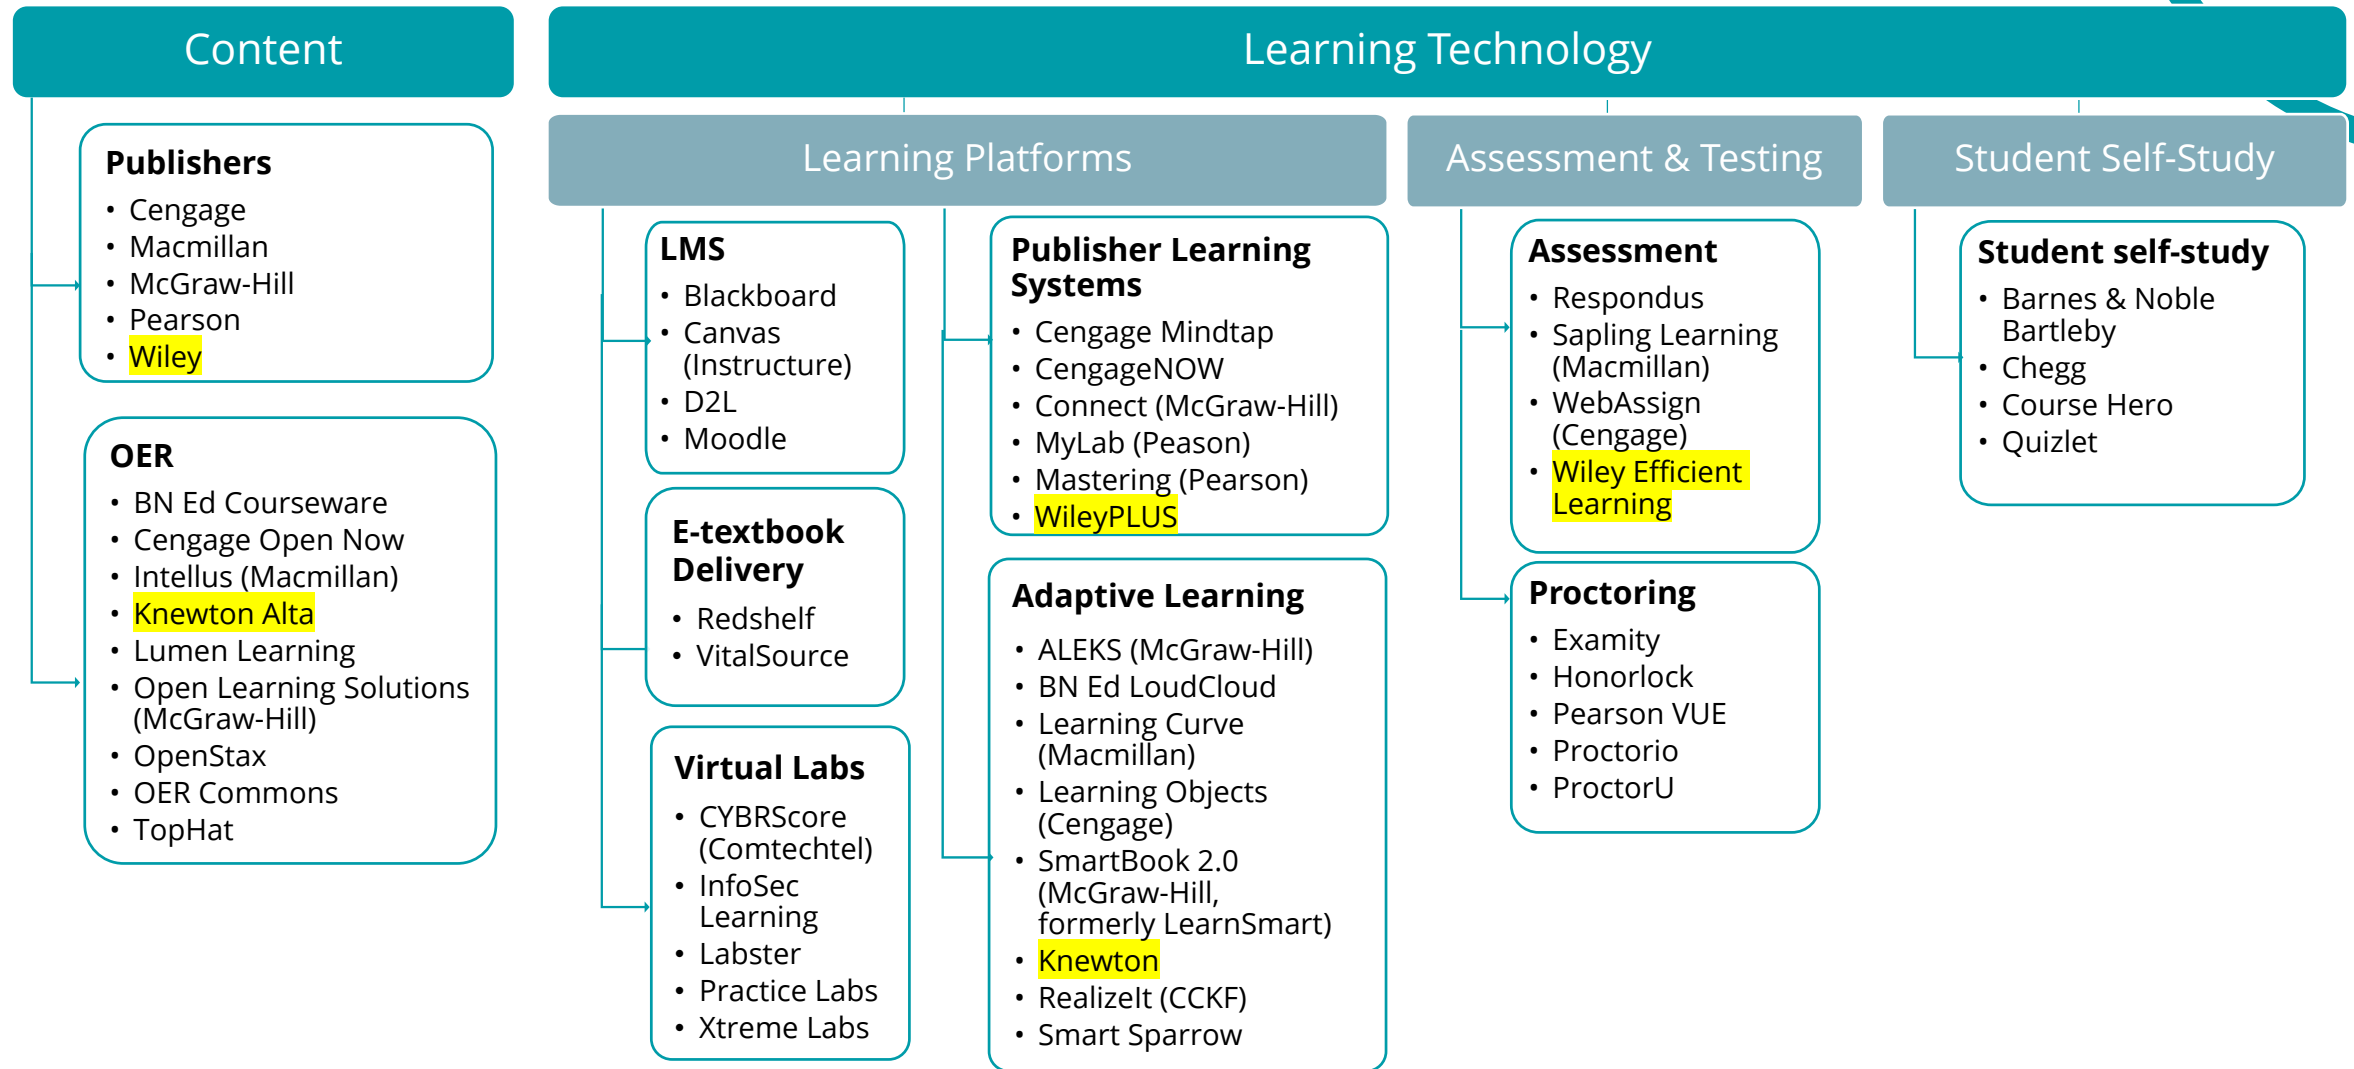 Content
Publishers
• Cengage
• Macmillan
• McGraw-Hill
• Pearson
• Wiley
OER
• BN Ed Courseware
• Cengage Open Now
• Intellus (Macmillan)
• Knewton Alta
• Lumen Learning
• Open Learning Solutions
(McGraw-Hill)
• OpenStax
• OER Commons
• TopHat
Learning Technology
Learning Platforms
LMS
• Blackboard
• Canvas
(Instructure)
• D2L
• Moodle
E-textbook
Delivery
• Redshelf
• VitalSource
Virtual Labs
• CYBRScore
(Comtechtel)
• InfoSec
Learning
• Labster
• Practice Labs
• Xtreme Labs
Publisher Learning
Systems
• Cengage Mindtap
• CengageNOW
• Connect (McGraw-Hill)
• MyLab (Peason)
• Mastering (Pearson)
• WileyPLUS
Adaptive Learning
• ALEKS (McGraw-Hill)
• BN Ed LoudCloud
• Learning Curve
(Macmillan)
• Learning Objects
(Cengage)
• SmartBook 2.0
(McGraw-Hill,
formerly LearnSmart)
• Knewton
• RealizeIt (CCKF)
• Smart Sparrow
Assessment & Testing
Assessment
• Respondus
• Sapling Learning
(Macmillan)
• WebAssign
(Cengage)
• Wiley Efficient
Learning
Proctoring
• Examity
• Honorlock
• Pearson VUE
• Proctorio
• ProctorU
Student Self-Study
Student self-study
• Barnes & Noble
Bartleby
• Chegg
• Course Hero
• Quizlet